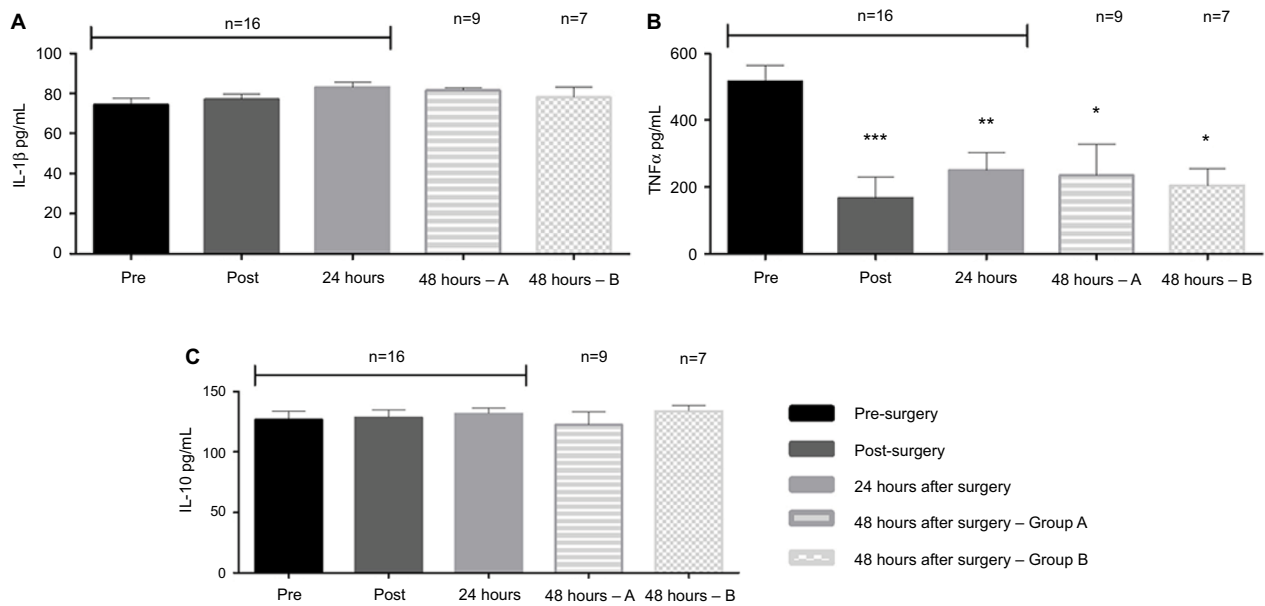 A
n=16
n=9
n=7
IL-1β pg/mL
100
80
60
40
20
0
Pre
Post
24 hours
48 hours – A
48 hours – B
B
n=16
n=9
n=7
TNFα pg/mL
600
400
200
0
***
**
*
*
Pre
Post
24 hours
48 hours – A
48 hours – B
C
n=16
n=9
n=7
IL-10 pg/mL
150
100
50
0
Pre
Post
24 hours
48 hours – A
48 hours – B
Pre-surgery
Post-surgery
24 hours after surgery
48 hours after surgery – Group A
48 hours after surgery – Group B